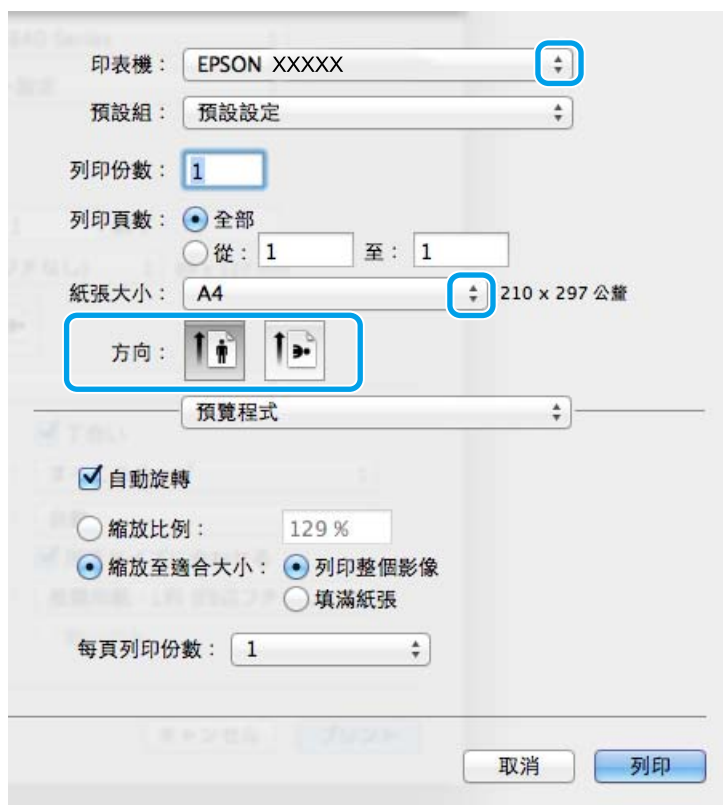 印表機： EPSON XXXXX
預設組： 預設設定
列印份數： 1
列印頁數： 全部
從： 1 至： 1
紙張大小： A4 210 x 297 公釐
方向：
預覽程式
自動旋轉
縮放比例： 129 %
縮放至適合大小： 列印整個影像
填滿紙張
每頁列印份數： 1
取消 列印